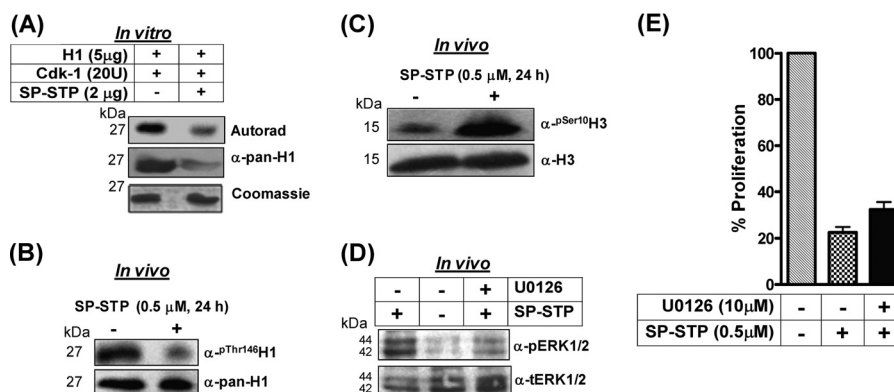 (A)
In vitro
H1 (5µg) + +
Cdk-1 (20U) + +
SP-STP (2 µg) - +
kDa
27 Autorad
27 α-pan-H1
27 Coomassie
(B)
In vivo
SP-STP (0.5 µM, 24 h)
kDa - +
27 α-pThr146H1
27 α-pan-H1
(C)
In vivo
SP-STP (0.5 µM, 24 h)
kDa - +
15 α-pSer10H3
15 α-H3
(D)
In vivo
- - + U0126
+ - + SP-STP
kDa
44
42 α-pERK1/2
44
42 α-tERK1/2
(E)
% Proliferation
100
80
60
40
20
0
U0126 (10µM) - - +
SP-STP (0.5µM) - + +